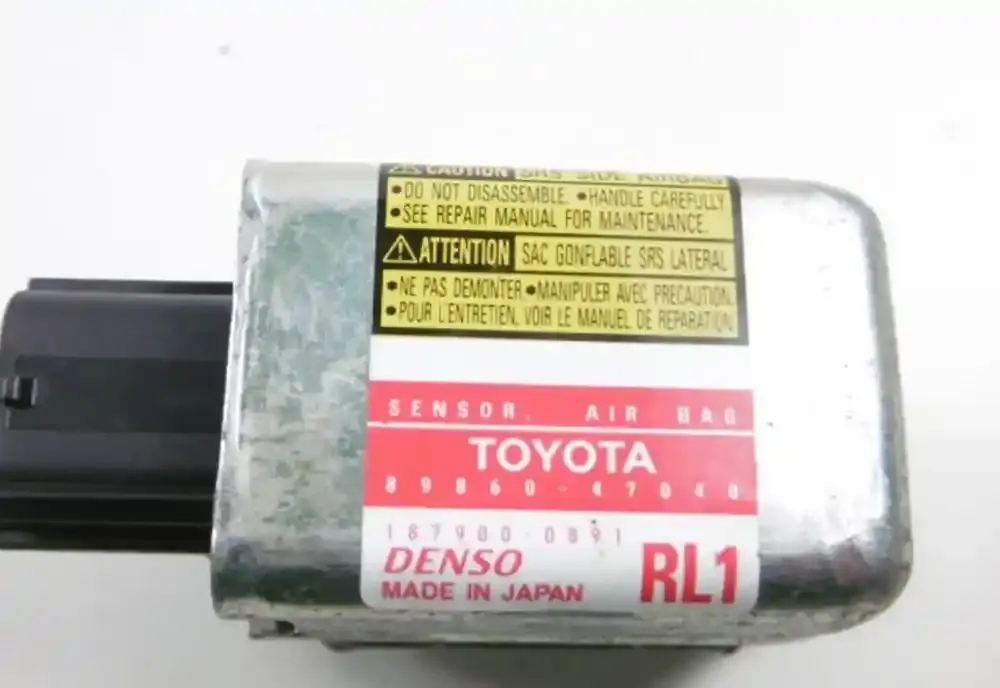 CAUTION SRS SIDE AIRBAG
•DO NOT DISASSEMBLE. •HANDLE CAREFULLY
•SEE REPAIR MANUAL FOR MAINTENANCE.
ATTENTION SAC GONFLABLE SRS LATERAL
•NE PAS DEMONTER •MANIPULER AVEC PRECAUTION.
•POUR L'ENTRETIEN, VOIR LE MANUEL DE REPARATION
SENSOR, AIR BAG
TOYOTA
89860-47040
187900-0891
DENSO
MADE IN JAPAN
RL1